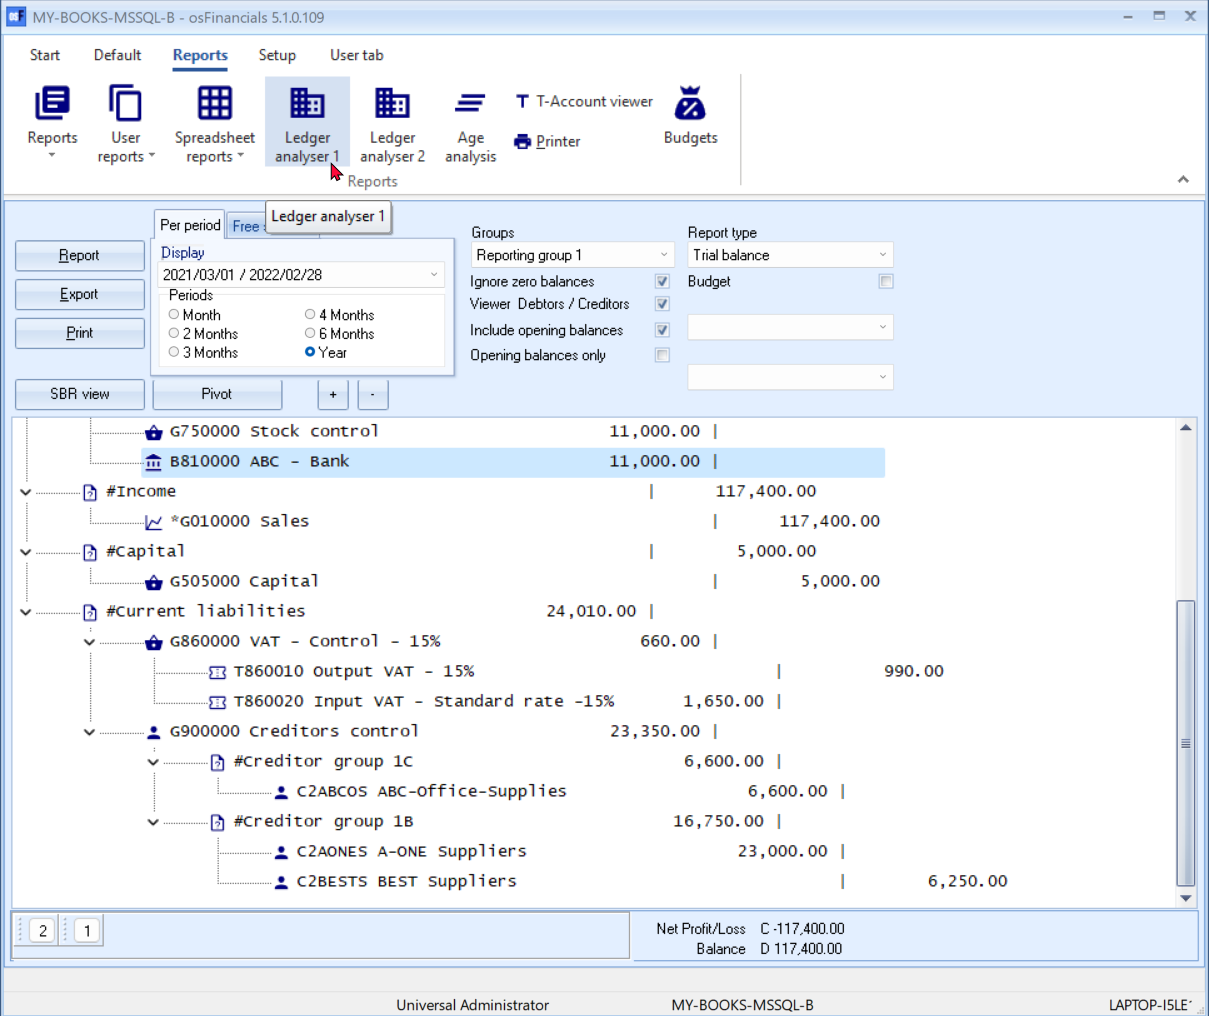 MY-BOOKS-MSSQL-B - osFinancials 5.1.0.109
Start Default Reports Setup User tab
Reports
User reports
Spreadsheet reports
Ledger analyser 1
Ledger analyser 2
Age analysis
T-Account viewer
Printer
Budgets
Reports
Ledger analyser 1
Per period Free
Report
Export
Print
Display
2021/03/01 / 2022/02/28
Periods
Month 4 Months
2 Months 6 Months
3 Months Year
Groups
Reporting group 1
Ignore zero balances
Viewer Debtors / Creditors
Include opening balances
Opening balances only
Report type
Trial balance
Budget
SBR view Pivot + -
G750000 Stock control 11,000.00 |
B810000 ABC - Bank 11,000.00 |
#Income | 117,400.00
*G010000 Sales | 117,400.00
#Capital | 5,000.00
G505000 Capital | 5,000.00
#Current liabilities 24,010.00 |
G860000 VAT - Control - 15% 660.00 |
T860010 Output VAT - 15% | 990.00
T860020 Input VAT - Standard rate -15% 1,650.00 |
G900000 Creditors control 23,350.00 |
#Creditor group 1C 6,600.00 |
C2ABCOS ABC-Office-Supplies 6,600.00 |
#Creditor group 1B 16,750.00 |
C2AONES A-ONE Suppliers 23,000.00 |
C2BESTS BEST Suppliers | 6,250.00
2 1
Net Profit/Loss C -117,400.00
Balance D 117,400.00
Universal Administrator MY-BOOKS-MSSQL-B LAPTOP-I5LE